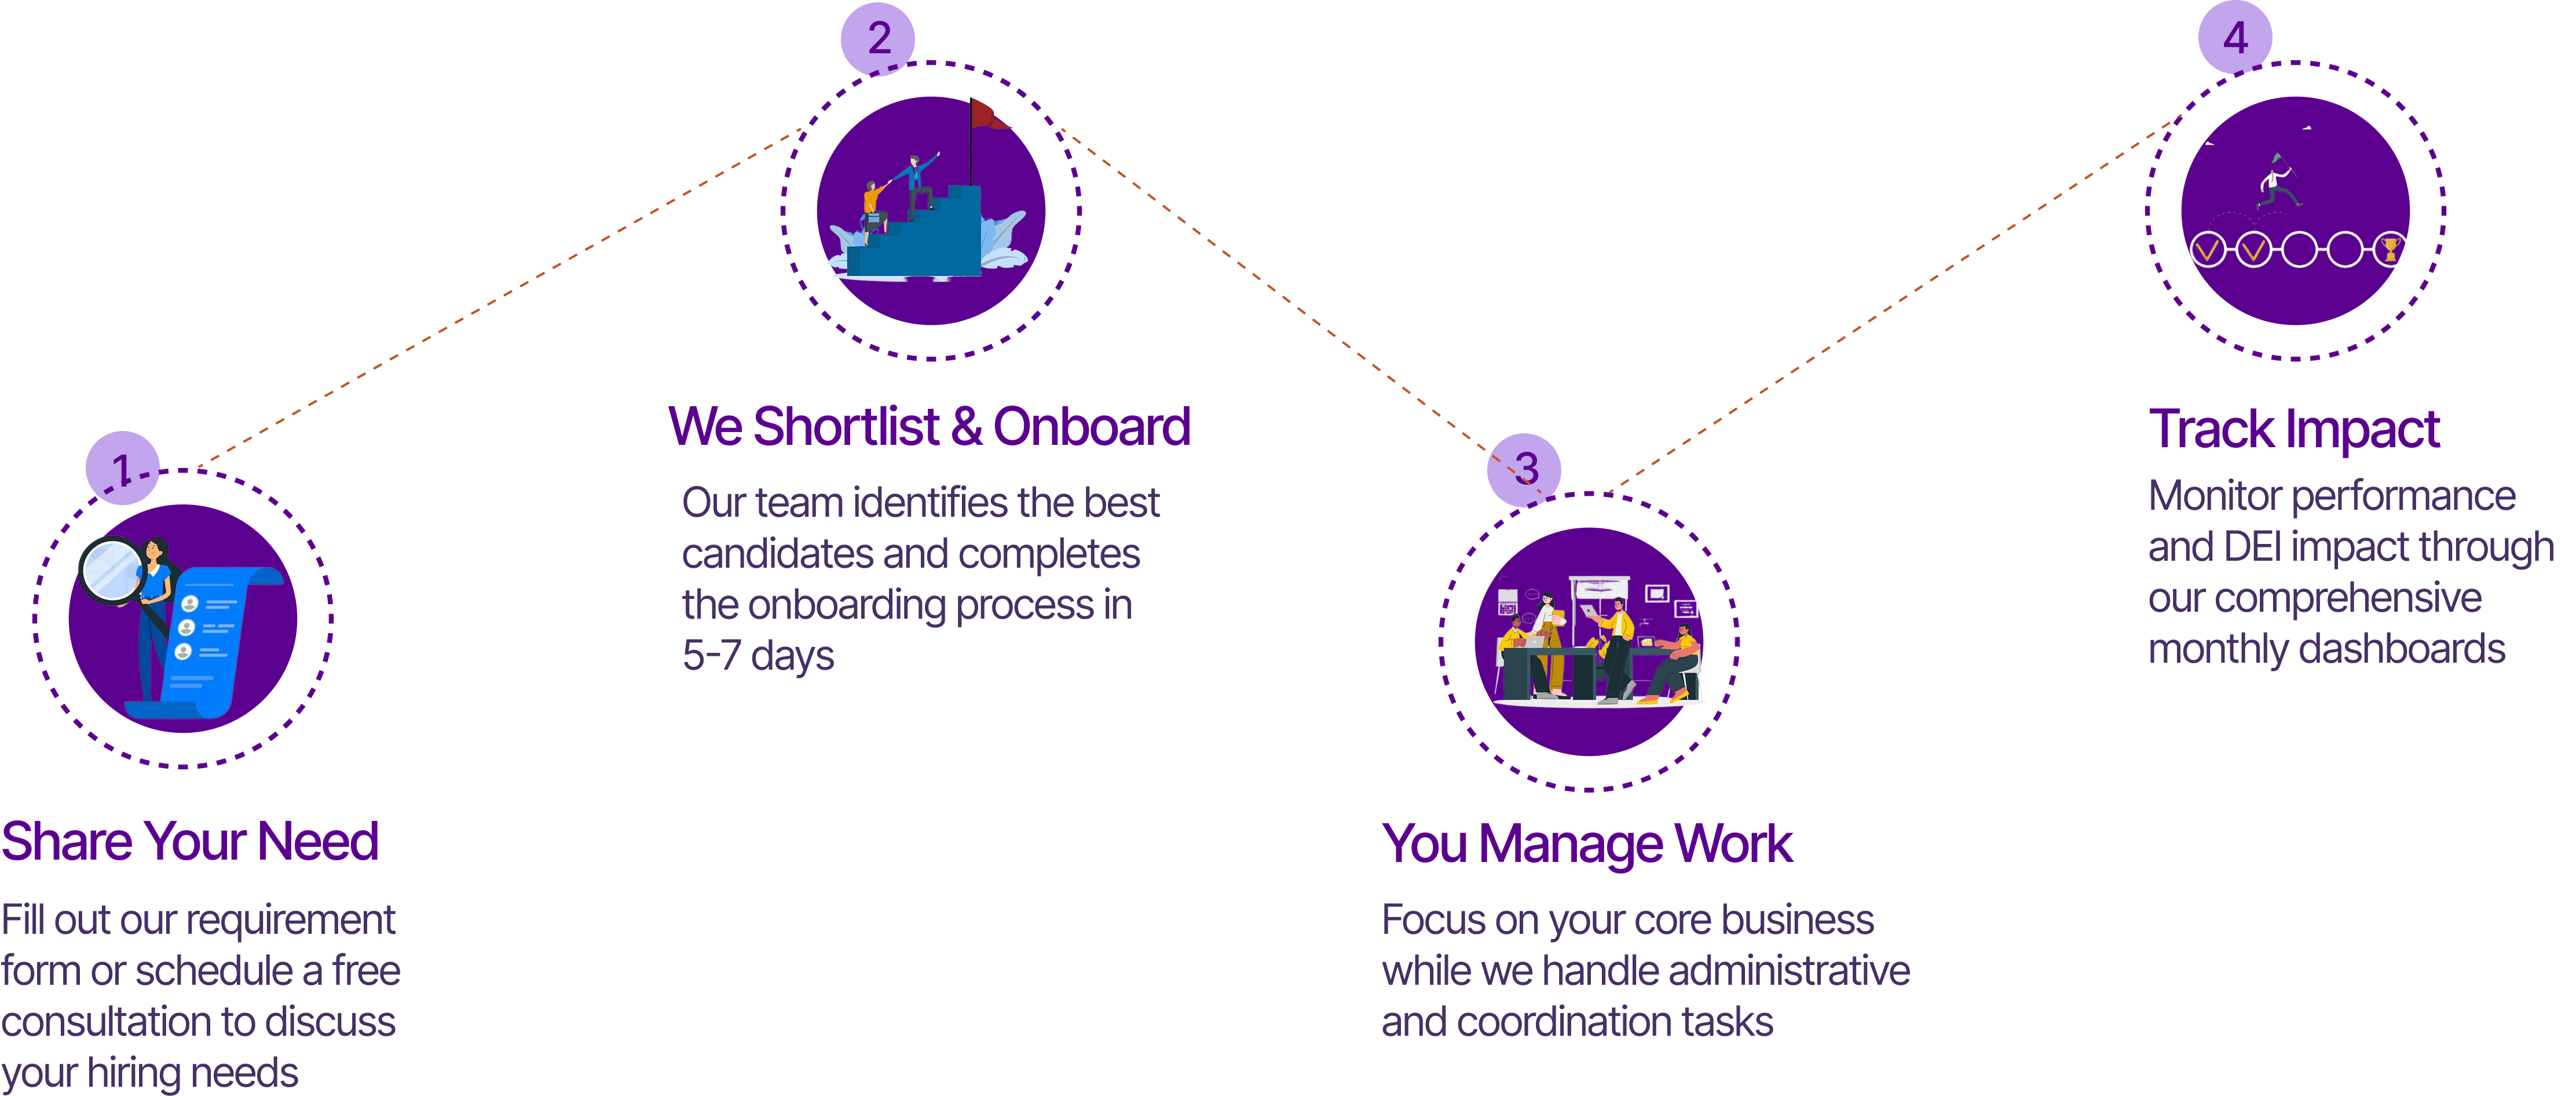 1
Share Your Need
Fill out our requirement
form or schedule a free
consultation to discuss
your hiring needs
2
We Shortlist & Onboard
Our team identifies the best
candidates and completes
the onboarding process in
5-7 days
3
You Manage Work
Focus on your core business
while we handle administrative
and coordination tasks
4
Track Impact
Monitor performance
and DEI impact through
our comprehensive
monthly dashboards